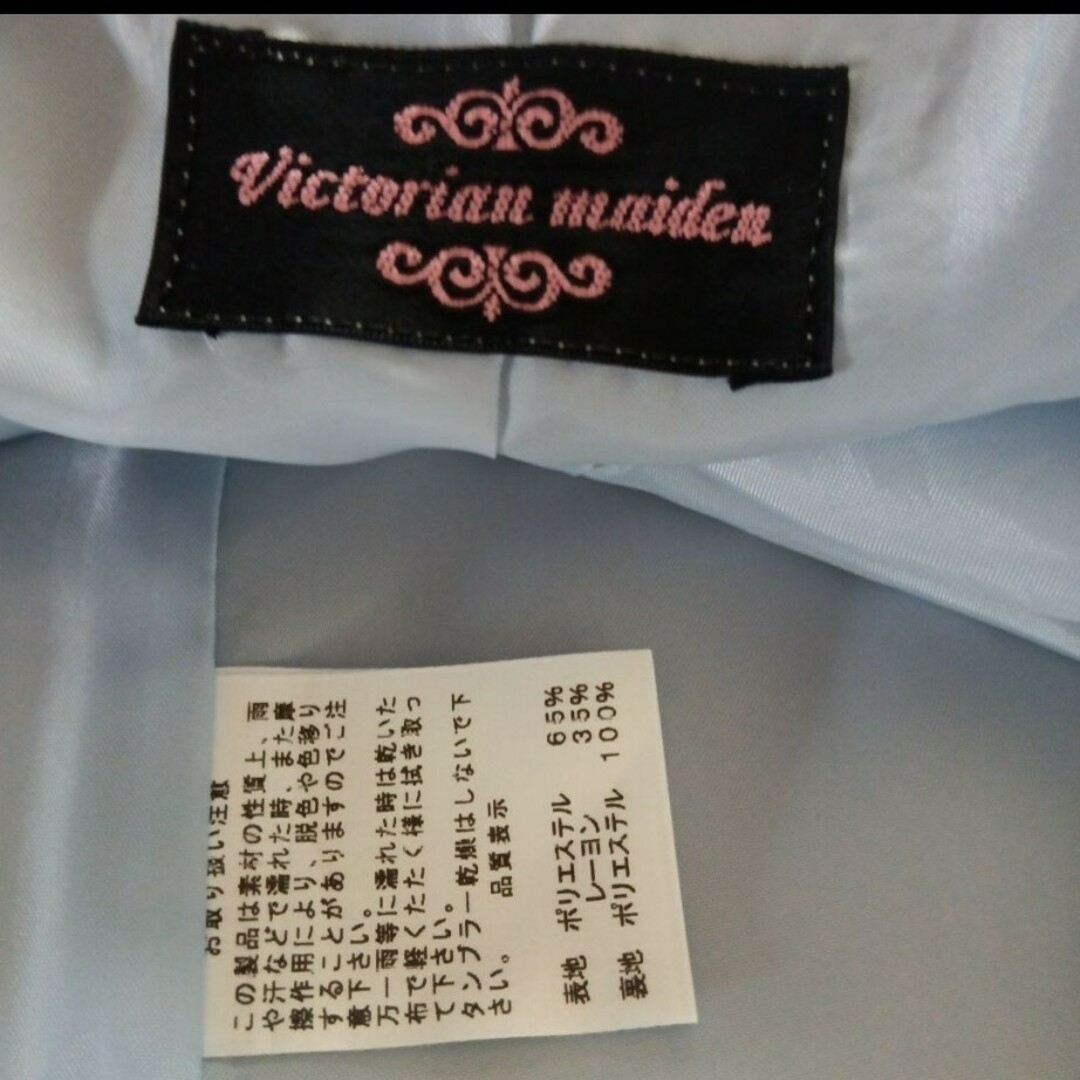 Victorian maiden
お取り扱い注意
この製品は素材の性質上、雨
や汗などで濡れた時、また摩
擦作用により、脱色や色移り
することがありますのでご注
意下さい。
万一雨等に濡れた時は乾いた
布で軽くたたく様に拭き取っ
て下さい。
タンブラー乾燥はしないで下
さい。
品質表示
表地 ポリエステル 65%
レーヨン 35%
裏地 ポリエステル 100%